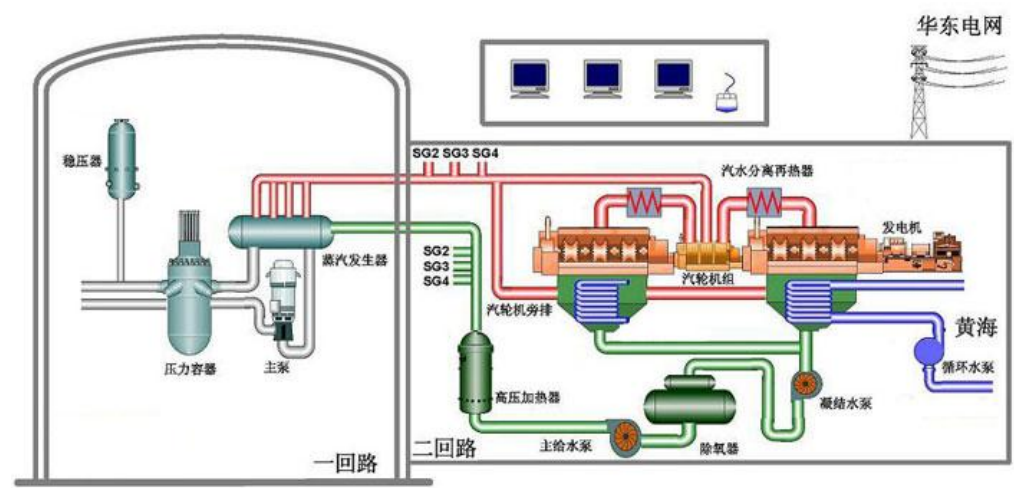 华东电网
SG2 SG3 SG4
稳压器
汽水分离再热器
发电机
蒸汽发生器
SG2
SG3
SG4
汽轮机组
汽轮机旁排
黄海
循环水泵
压力容器
主泵
高压加热器
凝结水泵
主给水泵
除氧器
一回路
二回路